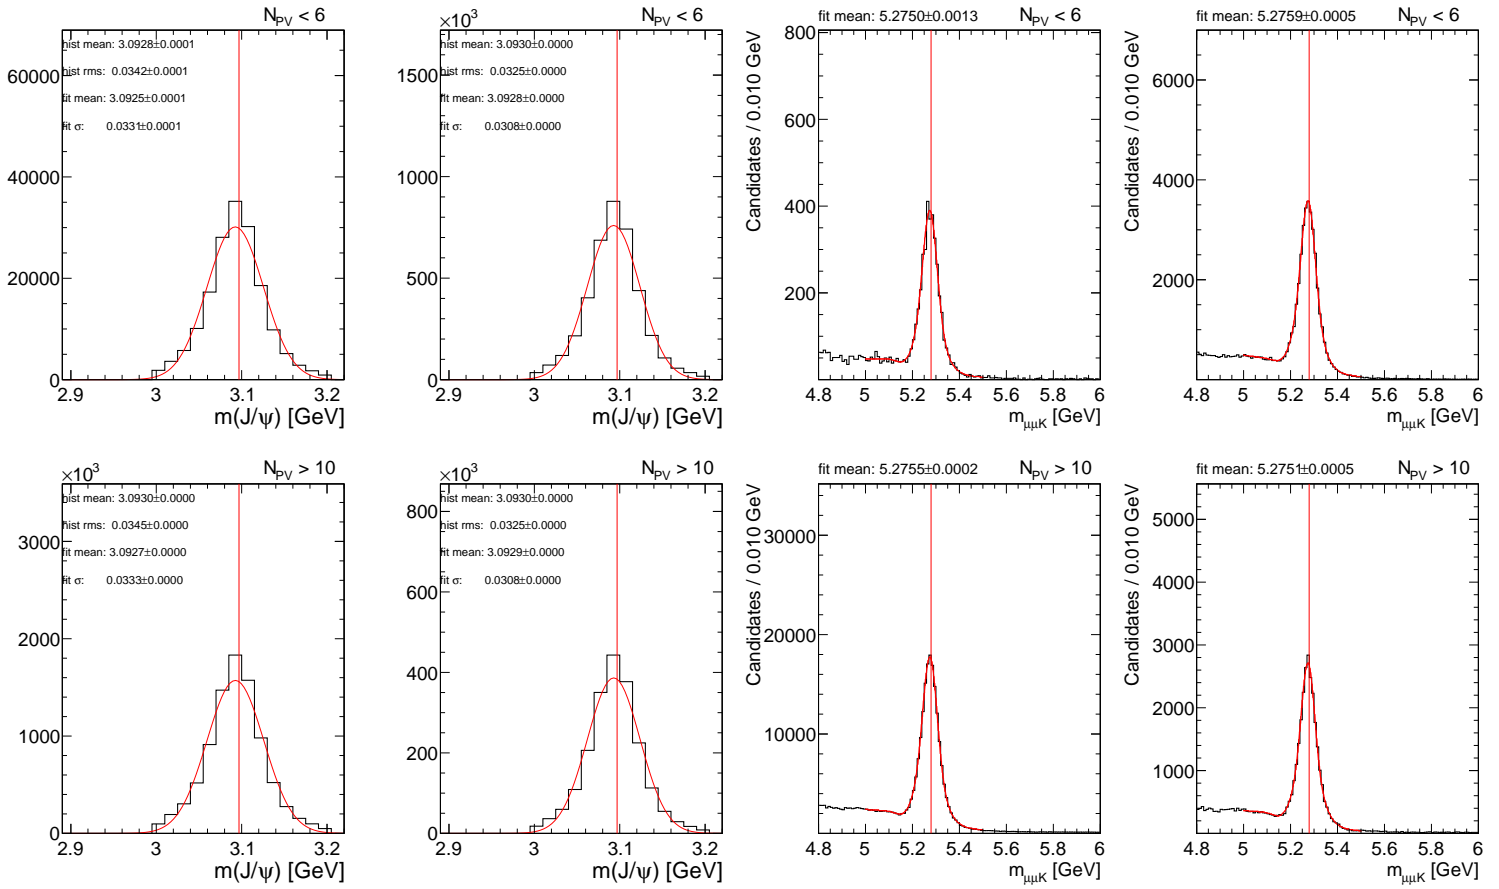 N_PV < 6
hist mean: 3.0928±0.0001
hist rms: 0.0342±0.0001
fit mean: 3.0925±0.0001
fit σ: 0.0331±0.0001
60000
40000
20000
0
2.9 3 3.1 3.2
m(J/ψ) [GeV]
×10³ N_PV < 6
hist mean: 3.0930±0.0000
hist rms: 0.0325±0.0000
fit mean: 3.0928±0.0000
fit σ: 0.0308±0.0000
1500
1000
500
0
2.9 3 3.1 3.2
m(J/ψ) [GeV]
fit mean: 5.2750±0.0013 N_PV < 6
Candidates / 0.010 GeV
800
600
400
200
4.8 5 5.2 5.4 5.6 5.8 6
m_μμK [GeV]
fit mean: 5.2759±0.0005 N_PV < 6
Candidates / 0.010 GeV
6000
4000
2000
4.8 5 5.2 5.4 5.6 5.8 6
m_μμK [GeV]
×10³ N_PV > 10
hist mean: 3.0930±0.0000
hist rms: 0.0345±0.0000
fit mean: 3.0927±0.0000
fit σ: 0.0333±0.0000
3000
2000
1000
0
2.9 3 3.1 3.2
m(J/ψ) [GeV]
×10³ N_PV > 10
hist mean: 3.0930±0.0000
hist rms: 0.0325±0.0000
fit mean: 3.0929±0.0000
fit σ: 0.0308±0.0000
800
600
400
200
0
2.9 3 3.1 3.2
m(J/ψ) [GeV]
fit mean: 5.2755±0.0002 N_PV > 10
Candidates / 0.010 GeV
30000
20000
10000
4.8 5 5.2 5.4 5.6 5.8 6
m_μμK [GeV]
fit mean: 5.2751±0.0005 N_PV > 10
Candidates / 0.010 GeV
5000
4000
3000
2000
1000
4.8 5 5.2 5.4 5.6 5.8 6
m_μμK [GeV]